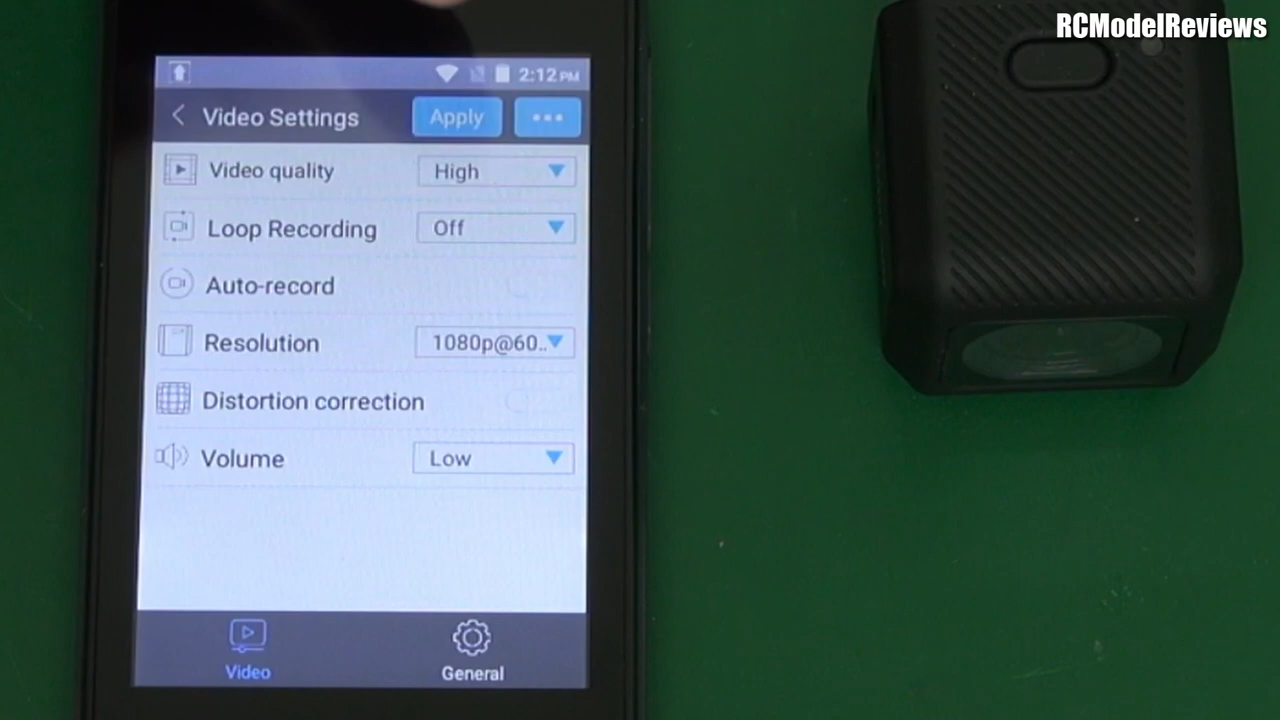 RCModelReviews
2:12 PM
Video Settings
Apply
Video quality
High
Loop Recording
Off
Auto-record
Resolution
1080p@60..
Distortion correction
Volume
Low
Video
General